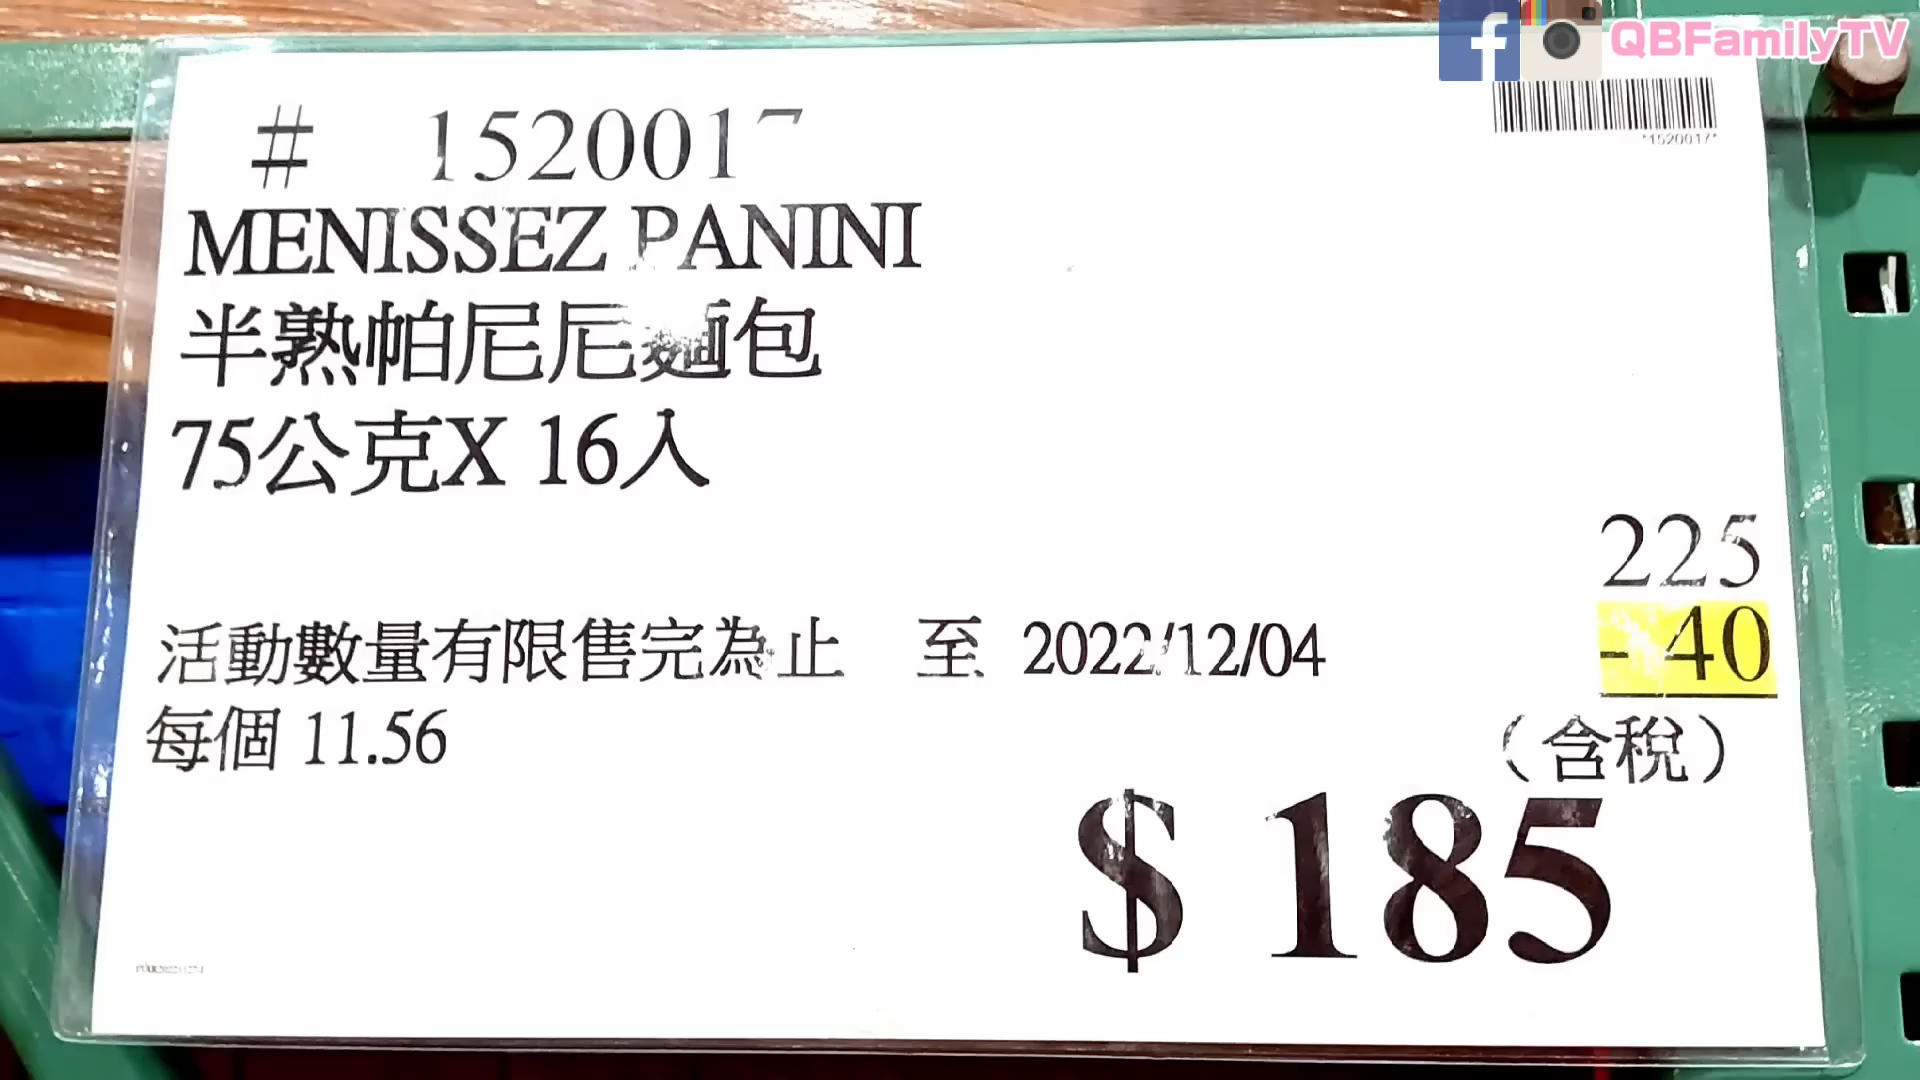 QBFamilyTV
# 1520017
*1520017*
MENISSEZ PANINI
半熟帕尼尼麵包
75公克X 16入
225
- 40
活動數量有限售完為止 至 2022/12/04
每個 11.56
(含稅)
$ 185